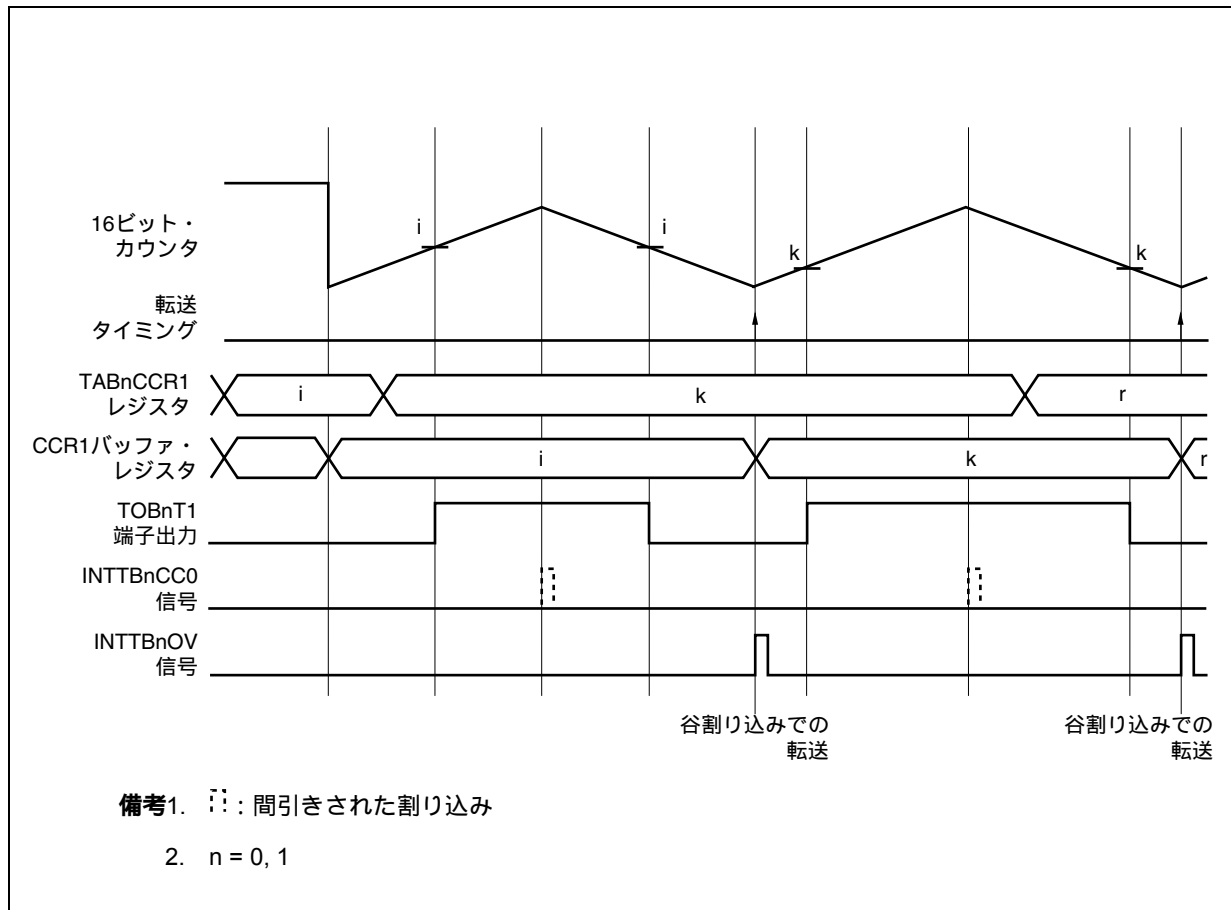 16ビット・
カウンタ
i
i
k
k
転送
タイミング
TABnCCR1
レジスタ
i
k
r
CCR1バッファ・
レジスタ
i
k
r
TOBnT1
端子出力
INTTBnCC0
信号
INTTBnOV
信号
谷割り込みでの
転送
谷割り込みでの
転送
備考1. : 間引きされた割り込み
2. n = 0, 1